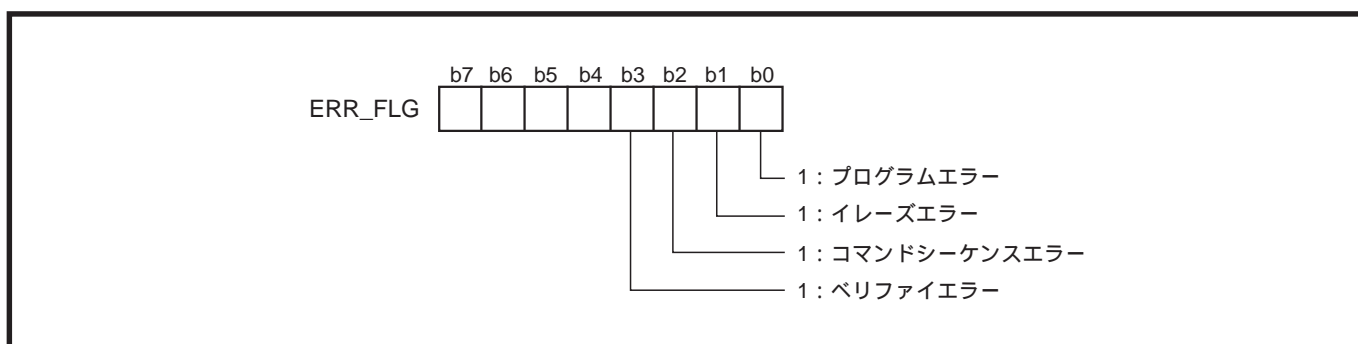 b7 b6 b5 b4 b3 b2 b1 b0
ERR_FLG
1：プログラムエラー
1：イレーズエラー
1：コマンドシーケンスエラー
1：ベリファイエラー